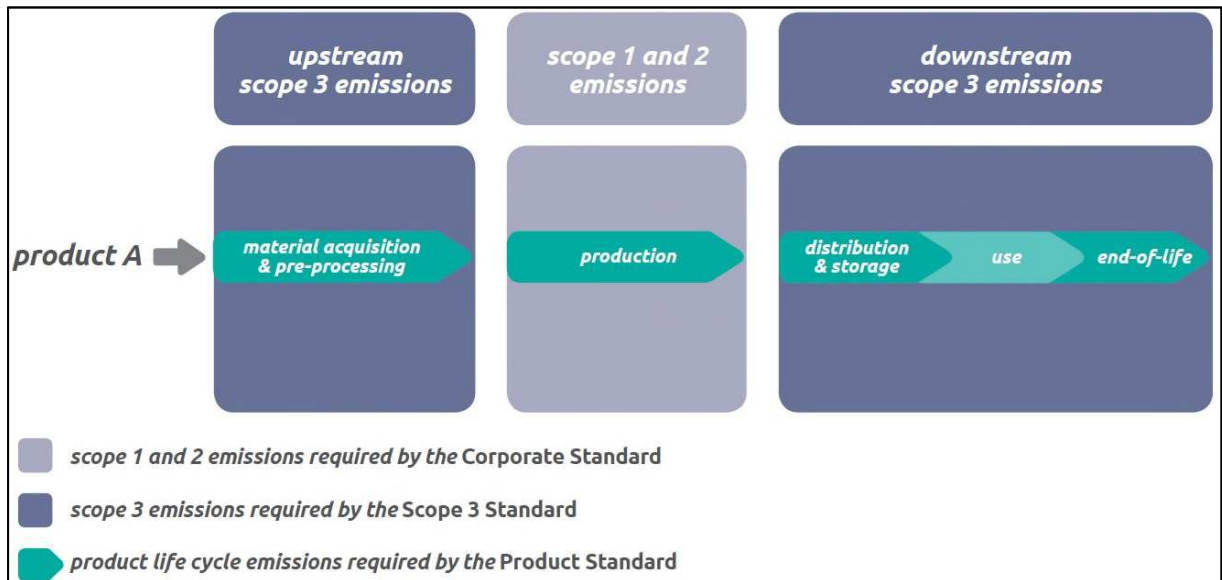 upstream
scope 3 emissions
scope 1 and 2
emissions
downstream
scope 3 emissions
product A
material acquisition
& pre-processing
production
distribution
& storage
use
end-of-life
scope 1 and 2 emissions required by the Corporate Standard
scope 3 emissions required by the Scope 3 Standard
product life cycle emissions required by the Product Standard